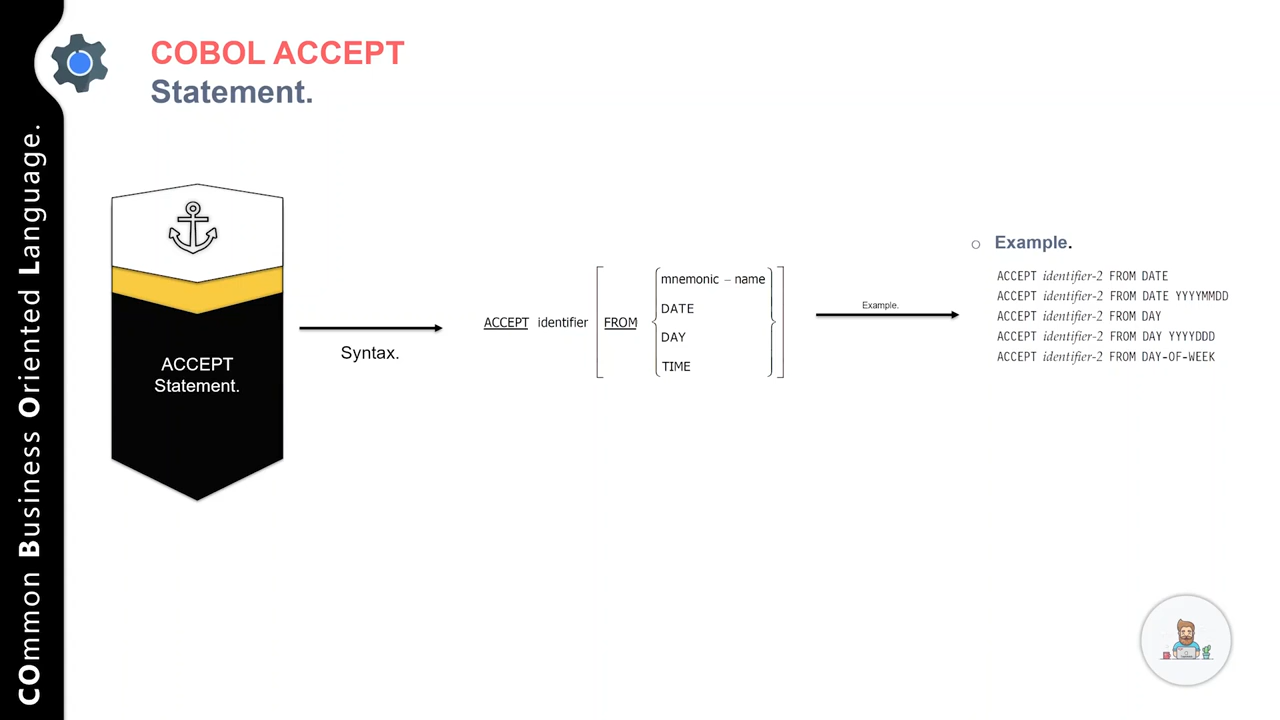 COBOL ACCEPT
Statement.
COmmon Business Oriented Language.
ACCEPT
Statement.
Syntax.
ACCEPT identifier FROM
mnemonic – name
DATE
DAY
TIME
Example.
Example.
ACCEPT identifier-2 FROM DATE
ACCEPT identifier-2 FROM DATE YYYYMMDD
ACCEPT identifier-2 FROM DAY
ACCEPT identifier-2 FROM DAY YYYYDDD
ACCEPT identifier-2 FROM DAY-OF-WEEK